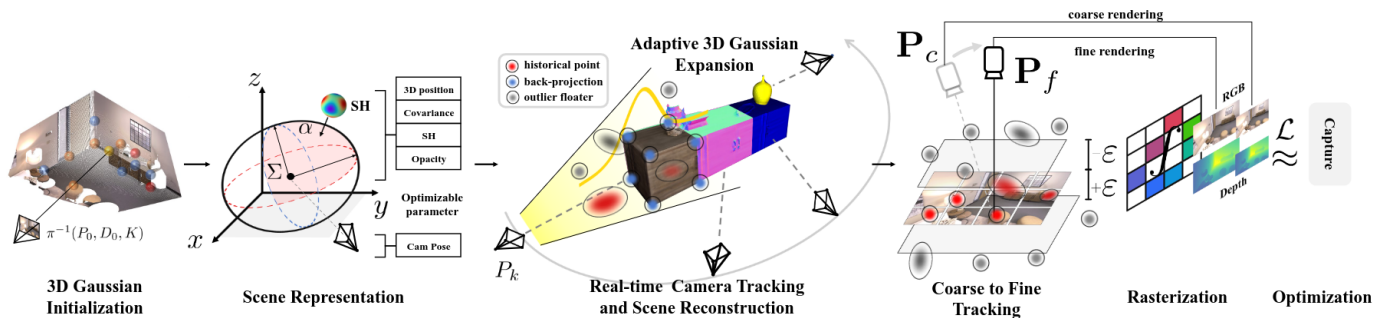 coarse rendering
fine rendering
P_c
P_f
Adaptive 3D Gaussian
Expansion
historical point
back-projection
outlier floater
z
SH
α
Σ
y
x
3D position
Covariance
SH
Opacity
Optimizable
parameter
Cam Pose
π⁻¹(P₀, D₀, K)
P_k
−ε
+ε
RGB
∫
Depth
ℒ
≈
Capture
3D Gaussian
Initialization
Scene Representation
Real-time Camera Tracking
and Scene Reconstruction
Coarse to Fine
Tracking
Rasterization
Optimization